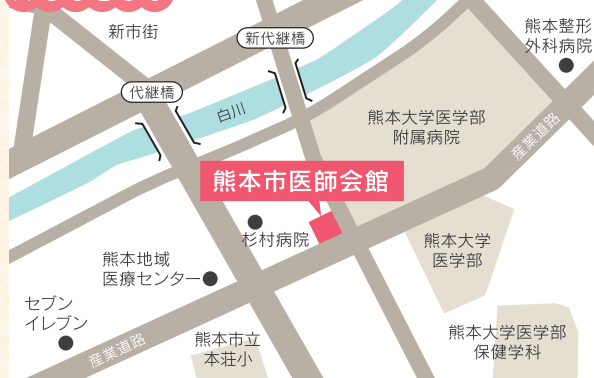 新市街
新代継橋
熊本整形
外科病院
代継橋
白川
熊本大学医学部
附属病院
産業道路
熊本市医師会館
杉村病院
熊本大学
医学部
熊本地域
医療センター
セブン
イレブン
産業道路
熊本市立
本荘小
熊本大学医学部
保健学科